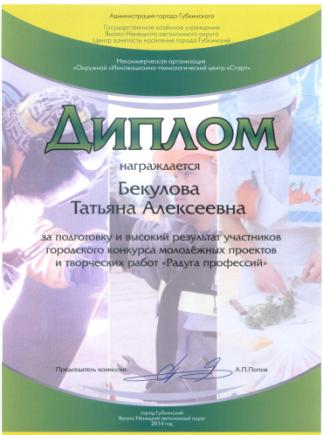 Администрация города Губкинского
Государственное казённое учреждение
Ямало-Ненецкого автономного округа
Центр занятости населения города Губкинский
Некоммерческая организация
«Окружной «Инновационно-технологический центр «Старт»
Диплом
награждается
Бекулова
Татьяна Алексеевна
за подготовку и высокий результат участников
городского конкурса молодёжных проектов
и творческих работ «Радуга профессий»
Председатель комиссии
А.П.Попов
город Губкинский
Ямало-Ненецкий автономный округ
2014 год